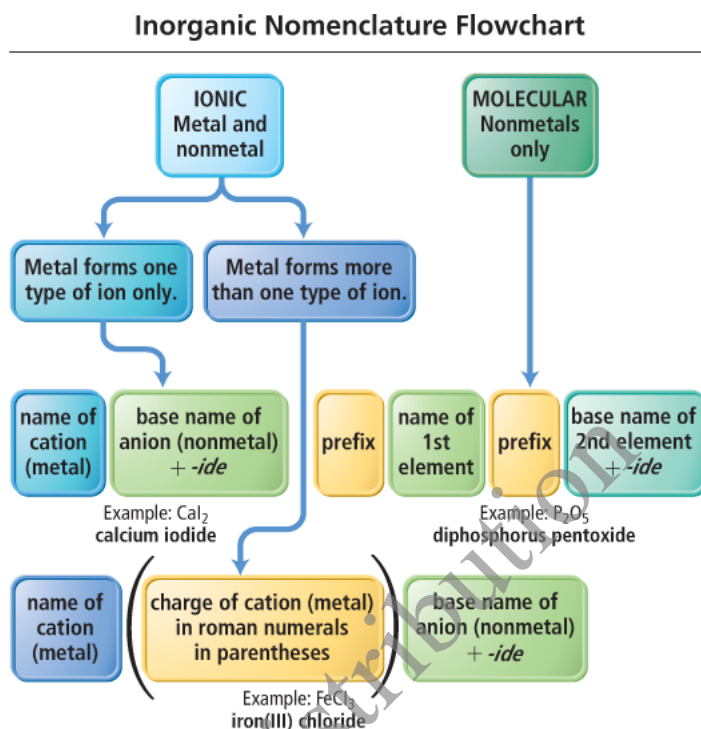 Inorganic Nomenclature Flowchart
IONIC
Metal and
nonmetal
MOLECULAR
Nonmetals
only
Metal forms one
type of ion only.
Metal forms more
than one type of ion.
name of
cation
(metal)
base name of
anion (nonmetal)
+ -ide
prefix
name of
1st
element
prefix
base name of
2nd element
+ -ide
Example: CaI₂
calcium iodide
Example: P₂O₅
diphosphorus pentoxide
name of
cation
(metal)
(
charge of cation (metal)
in roman numerals
in parentheses
)
base name of
anion (nonmetal)
+ -ide
Example: FeCl₃
iron(III) chloride